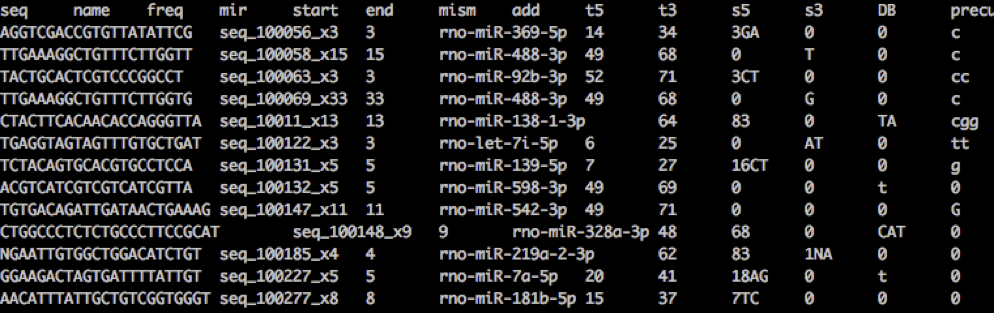 seq name freq mir start end mism add t5 t3 s5 s3 DB precu
AGGTCGACCGTGTTATATTCG seq_100056_x3 3 rno-miR-369-5p 14 34 3GA 0 0 c
TTGAAAGGCTGTTTCTTGGTT seq_100058_x15 15 rno-miR-488-3p 49 68 0 T 0 c
TACTGCACTCGTCCCGGCCT seq_100063_x3 3 rno-miR-92b-3p 52 71 3CT 0 0 cc
TTGAAAGGCTGTTTCTTGGTG seq_100069_x33 33 rno-miR-488-3p 49 68 0 G 0 c
CTACTTCACAACACCAGGGTTA seq_10011_x13 13 rno-miR-138-1-3p 64 83 0 TA cgg
TGAGGTAGTAGTTTGTGCTGAT seq_100122_x3 3 rno-let-7i-5p 6 25 0 AT 0 tt
TCTACAGTGCACGTGCCTCCA seq_100131_x5 5 rno-miR-139-5p 7 27 16CT 0 0 g
ACGTCATCGTCGTCATCGTTA seq_100132_x5 5 rno-miR-598-3p 49 69 0 0 t 0
TGTGACAGATTGATAACTGAAAG seq_100147_x11 11 rno-miR-542-3p 49 71 0 0 0 G
CTGGCCCTCTCTGCCCTTCCGCAT seq_100148_x9 9 rno-miR-328a-3p 48 68 0 CAT 0
NGAATTGTGGCTGGACATCTGT seq_100185_x4 4 rno-miR-219a-2-3p 62 83 1NA 0 0
GGAAGACTAGTGATTTTATTGT seq_100227_x5 5 rno-miR-7a-5p 20 41 18AG 0 t 0
AACATTTATTGCTGTCGGTGGGT seq_100277_x8 8 rno-miR-181b-5p 15 37 7TC 0 0 0